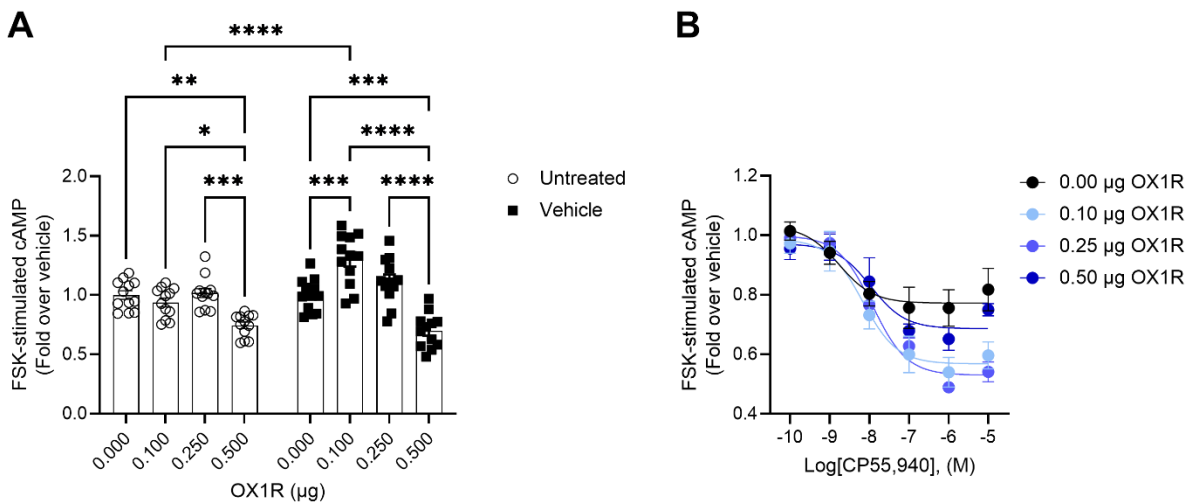 A
****
**
***
*
****
***
***
****
FSK-stimulated cAMP
(Fold over vehicle)
2.0
1.5
1.0
0.5
0.0
0.000
0.100
0.250
0.500
0.000
0.100
0.250
0.500
OX1R (µg)
Untreated
Vehicle
B
FSK-stimulated cAMP
(Fold over vehicle)
1.2
1.0
0.8
0.6
0.4
-10
-9
-8
-7
-6
-5
Log[CP55,940], (M)
0.00 µg OX1R
0.10 µg OX1R
0.25 µg OX1R
0.50 µg OX1R